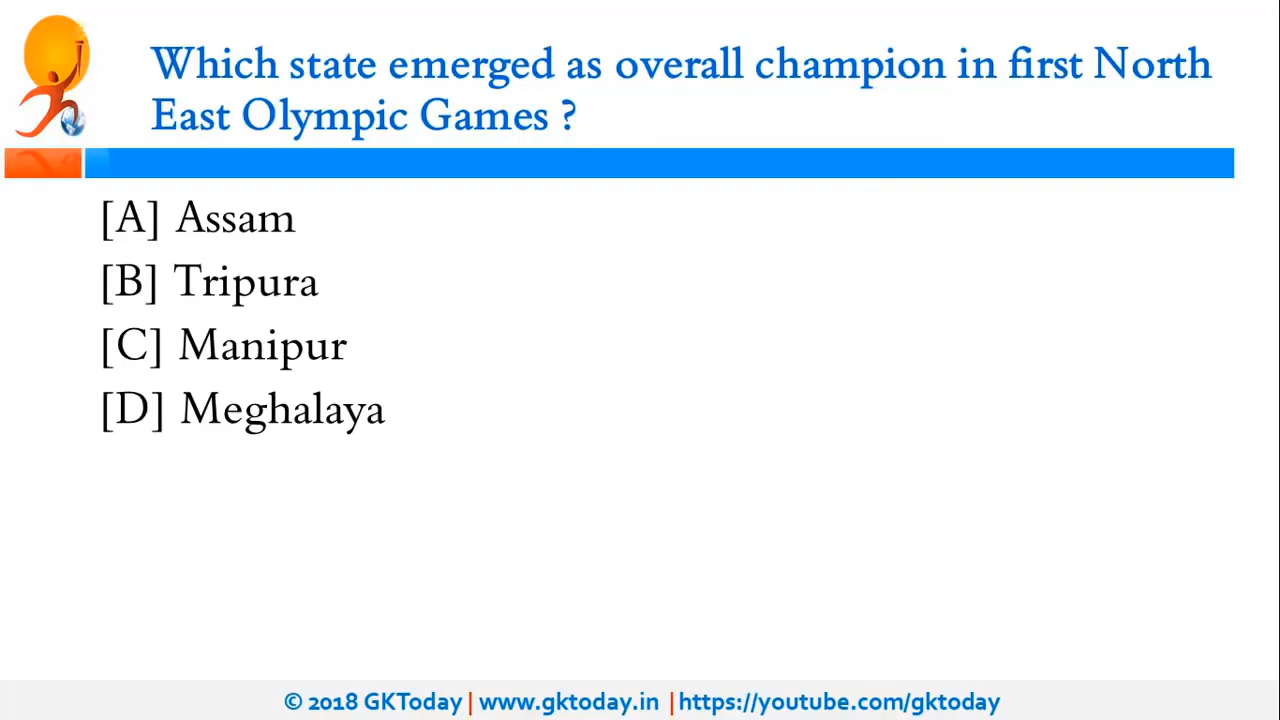 Which state emerged as overall champion in first North
East Olympic Games ?
[A] Assam
[B] Tripura
[C] Manipur
[D] Meghalaya
© 2018 GKToday | www.gktoday.in | https://youtube.com/gktoday